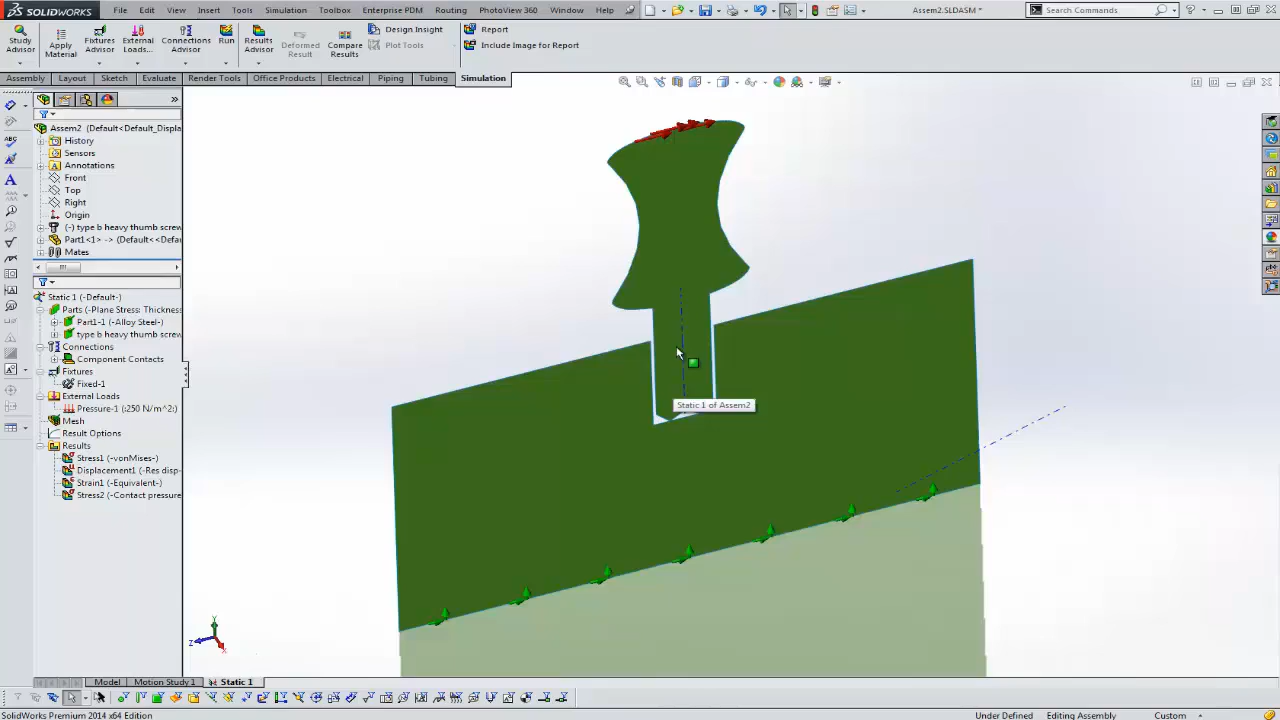 SOLIDWORKS
File Edit View Insert Tools Simulation Toolbox Enterprise PDM Routing PhotoView 360 Window Help
Assem2.SLDASM *
Search Commands
Study Advisor
Apply Material
Fixtures Advisor
External Loads...
Connections Advisor
Run
Results Advisor
Deformed Result
Compare Results
Design Insight
Plot Tools
Report
Include Image for Report
Assembly Layout Sketch Evaluate Render Tools Office Products Electrical Piping Tubing Simulation
Assem2 (Default<Default_Displa
History
Sensors
Annotations
Front
Top
Right
Origin
(-) type b heavy thumb screw
Part1<1> -> (Default<<Defau
Mates
Static 1 (-Default-)
Parts (-Plane Stress: Thickness
Part1-1 (-Alloy Steel-)
type b heavy thumb screw
Connections
Component Contacts
Fixtures
Fixed-1
External Loads
Pressure-1 (:250 N/m^2:)
Mesh
Result Options
Results
Stress1 (-vonMises-)
Displacement1 (-Res disp-
Strain1 (-Equivalent-)
Stress2 (-Contact pressure
Static 1 of Assem2
Y
Z
X
Model Motion Study 1 Static 1
SolidWorks Premium 2014 x64 Edition
Under Defined Editing Assembly Custom